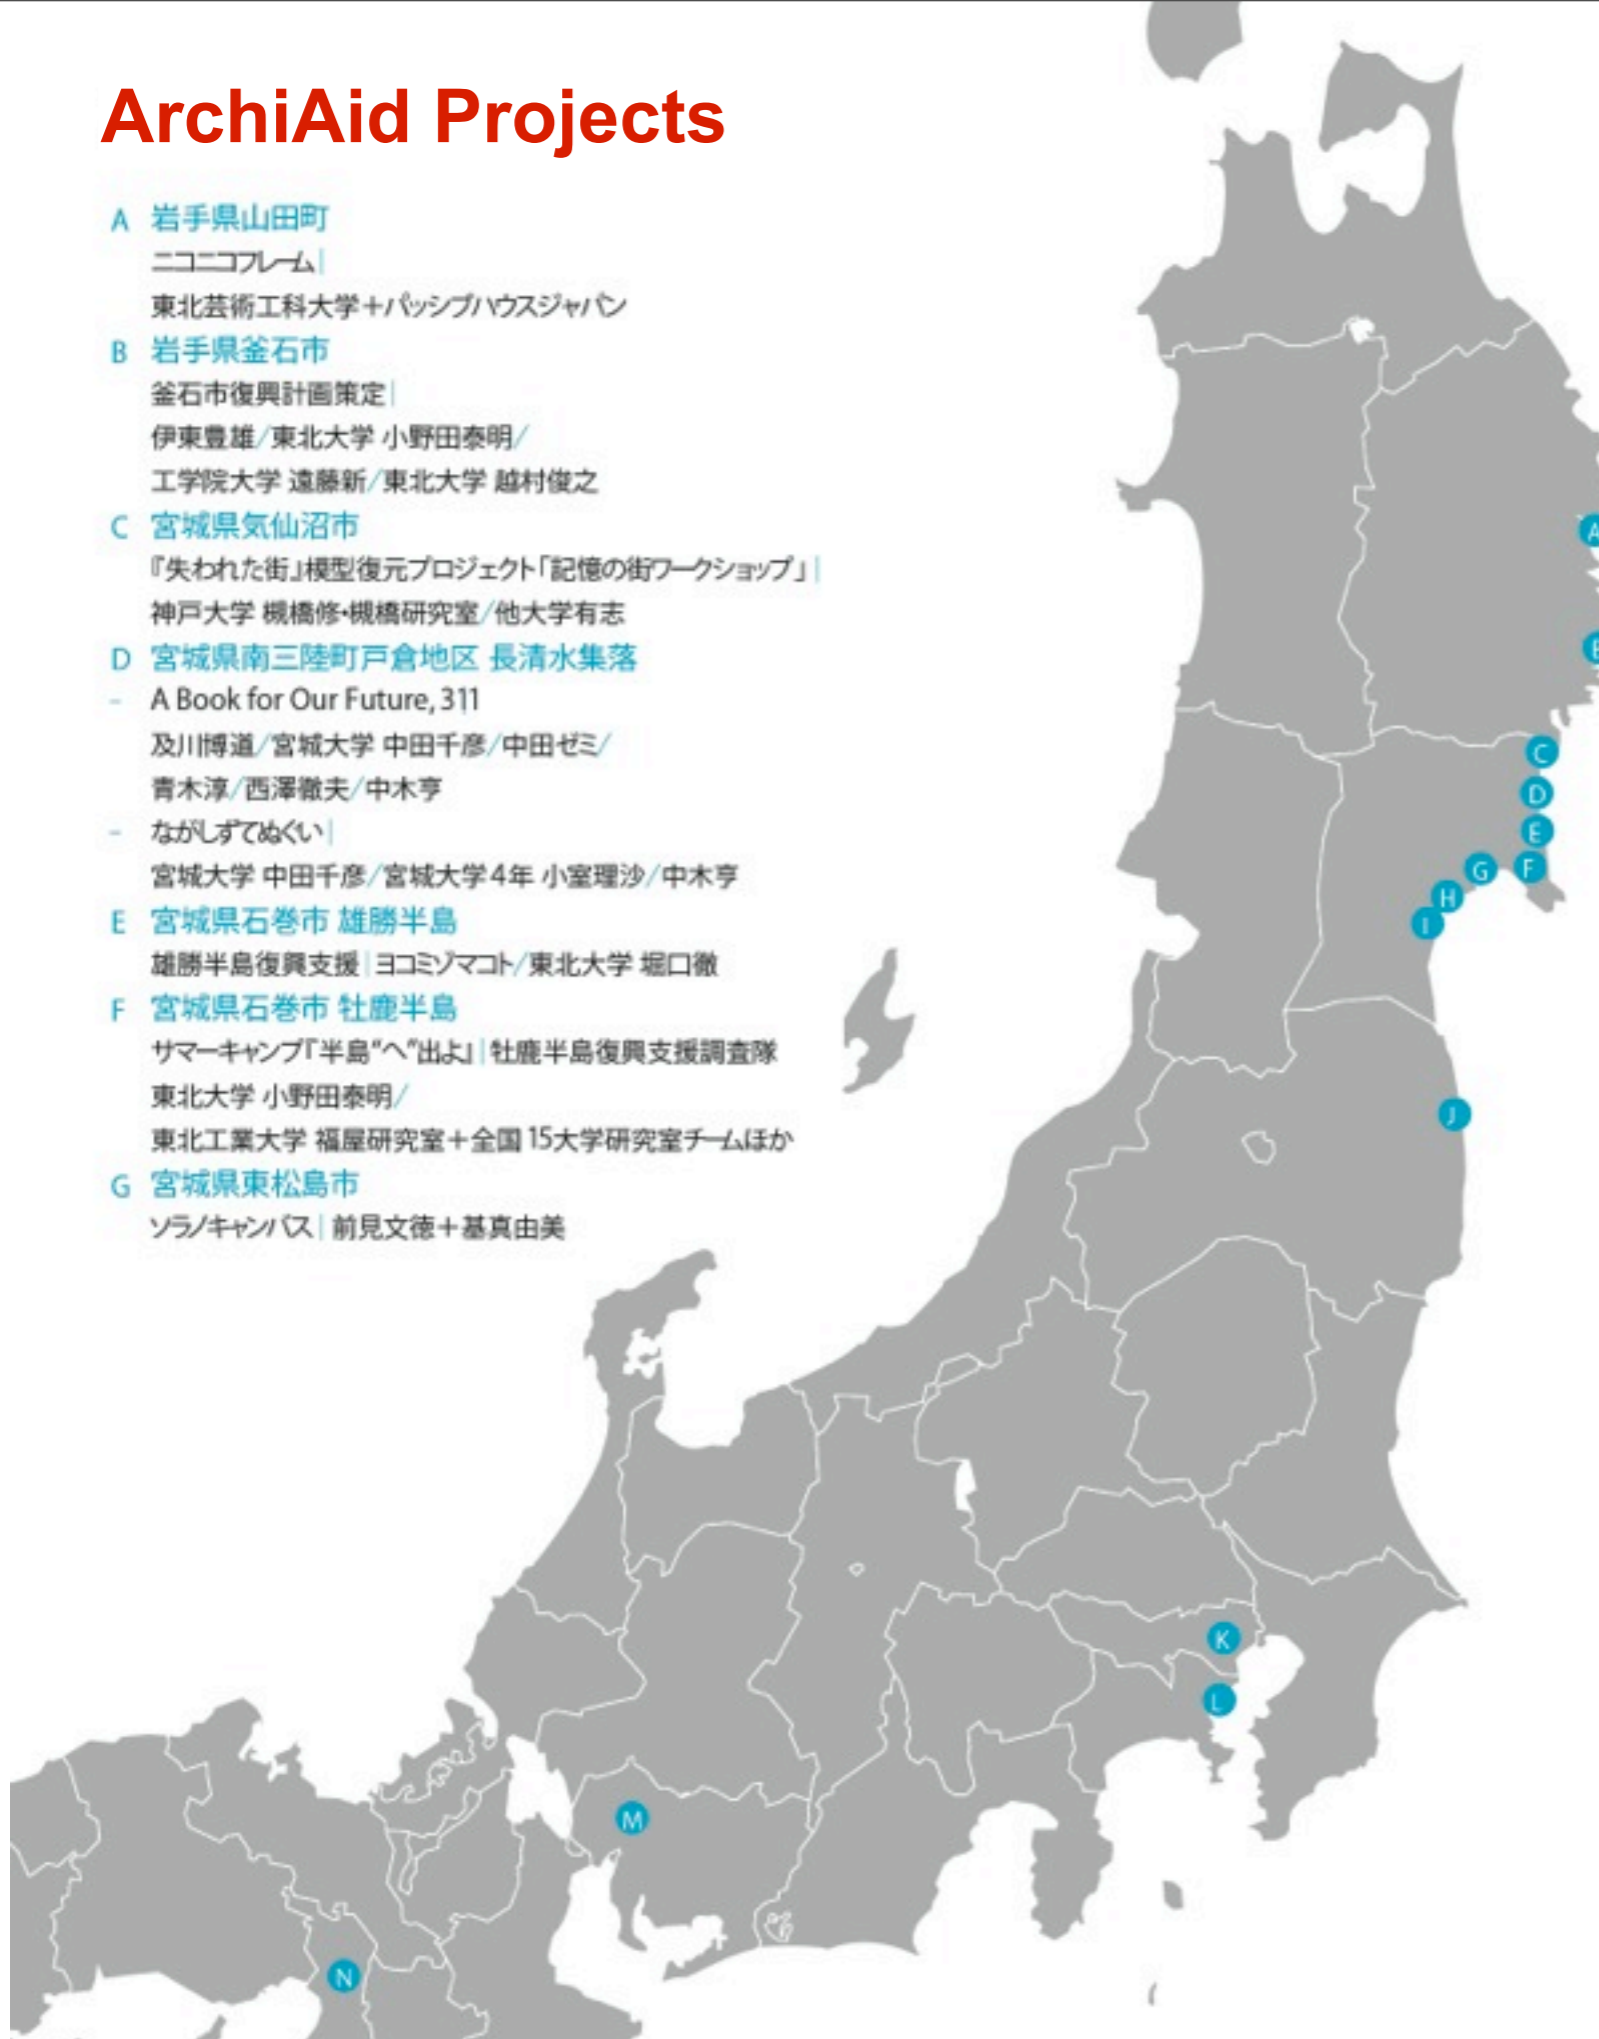 ArchiAid Projects
A 岩手県山田町
ニコニコフレーム|
東北芸術工科大学＋パッシブハウスジャパン
B 岩手県釜石市
釜石市復興計画策定|
伊東豊雄/東北大学 小野田泰明/
工学院大学 遠藤新/東北大学 越村俊之
C 宮城県気仙沼市
『失われた街』模型復元プロジェクト「記憶の街ワークショップ」|
神戸大学 槻橋修・槻橋研究室/他大学有志
D 宮城県南三陸町戸倉地区 長清水集落
- A Book for Our Future, 311
及川博道/宮城大学 中田千彦/中田ゼミ/
青木淳/西澤徹夫/中木亨
- ながしずてぬぐい|
宮城大学 中田千彦/宮城大学4年 小室理沙/中木亨
E 宮城県石巻市 雄勝半島
雄勝半島復興支援|ヨコミゾマコト/東北大学 堀口徹
F 宮城県石巻市 牡鹿半島
サマーキャンプ『半島“へ”出よ』|牡鹿半島復興支援調査隊
東北大学 小野田泰明/
東北工業大学 福屋研究室＋全国15大学研究室チームほか
G 宮城県東松島市
ソラノキャンバス|前見文徳＋基真由美
A
B
C
D
E
F
G
H
I
J
K
L
M
N